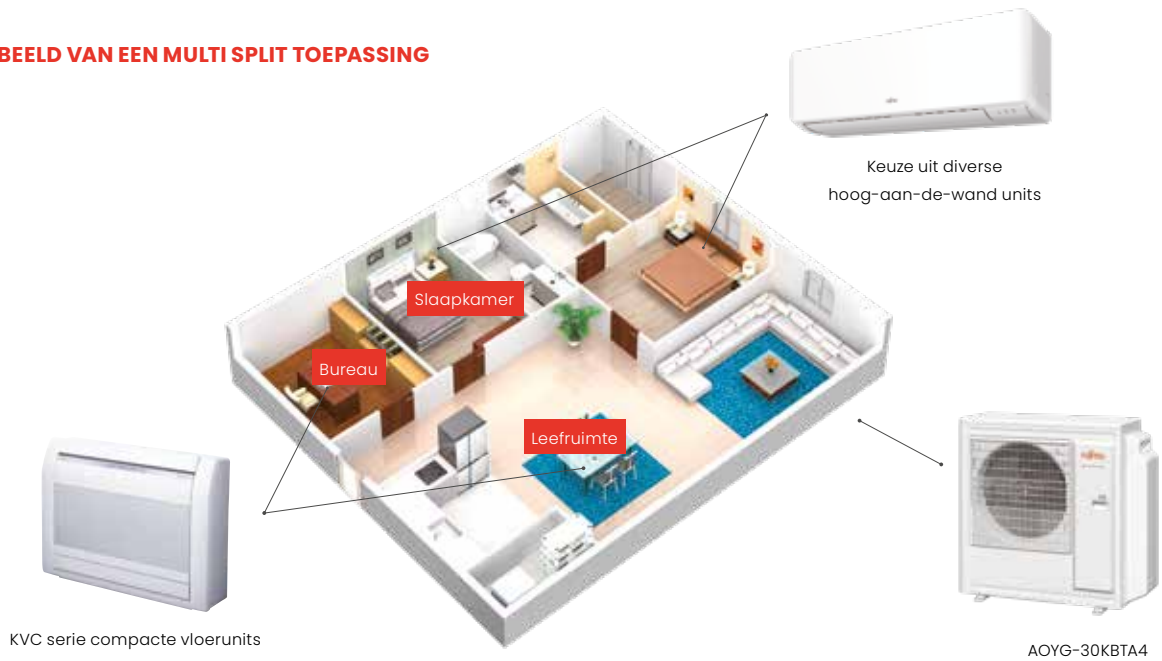 BEELD VAN EEN MULTI SPLIT TOEPASSING
Keuze uit diverse
hoog-aan-de-wand units
Slaapkamer
Bureau
Leefruimte
KVC serie compacte vloerunits
AOYG-30KBTA4